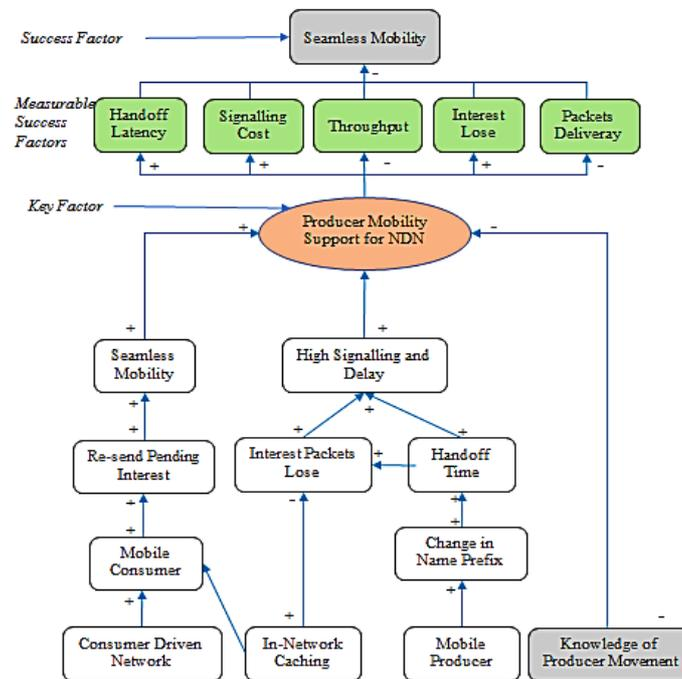 Success Factor
Seamless Mobility
-
Measurable
Success
Factors
Handoff
Latency
Signalling
Cost
Throughput
Interest
Lose
Packets
Deliveray
+
+
-
+
-
Key Factor
Producer Mobility
Support for NDN
+
-
+
+
Seamless
Mobility
High Signalling and
Delay
+
+
+
+
+
Re-send Pending
Interest
Interest Packets
Lose
+
Handoff
Time
+
-
+
+
+
Mobile
Consumer
Change in
Name Prefix
+
+
+
-
Consumer Driven
Network
In-Network
Caching
Mobile
Producer
Knowledge of
Producer Movement